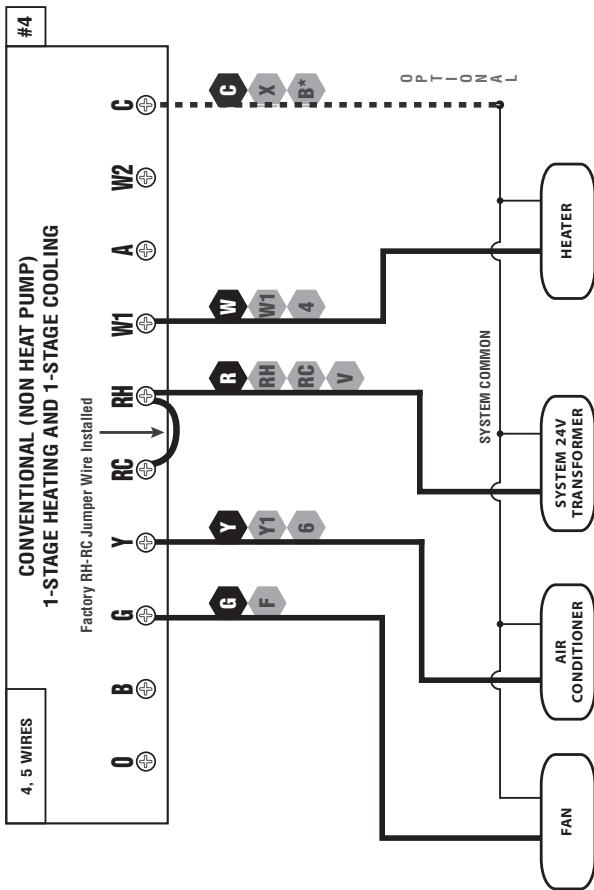 4, 5 WIRES
#4
CONVENTIONAL (NON HEAT PUMP)
1-STAGE HEATING AND 1-STAGE COOLING
Factory RH-RC Jumper Wire Installed
O B G Y RC RH W1 A W2 C
G Y R W C
F Y1 RH W1 X
6 RC 4 B*
V
OPTIONAL
SYSTEM COMMON
FAN
AIR
CONDITIONER
SYSTEM 24V
TRANSFORMER
HEATER